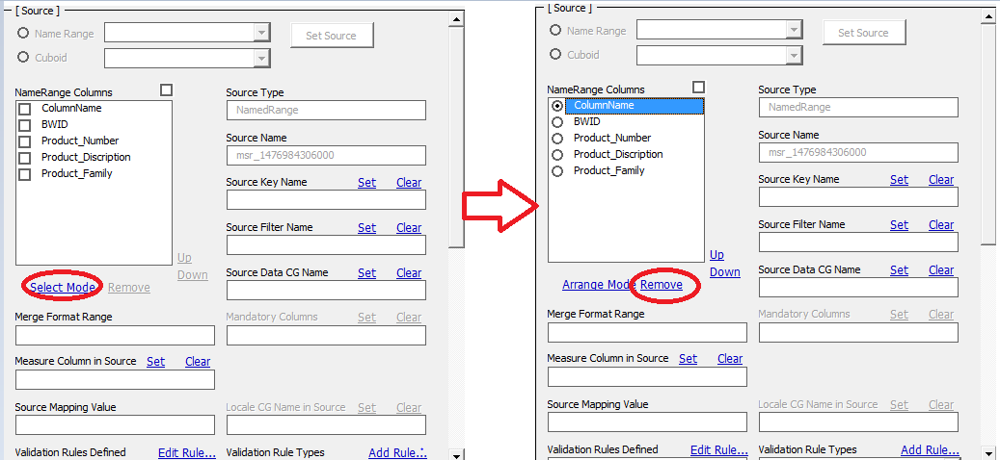 [ Source ]
Name Range
Set Source
Cuboid
NameRange Columns
ColumnName
BWID
Product_Number
Product_Discription
Product_Family
Up
Down
Select Mode Remove
Source Type
NamedRange
Source Name
msr_1476984306000
Source Key Name Set Clear
Source Filter Name Set Clear
Source Data CG Name Set Clear
Merge Format Range
Mandatory Columns Set Clear
Measure Column in Source Set Clear
Source Mapping Value
Locale CG Name in Source Set Clear
Validation Rules Defined Edit Rule...
Validation Rule Types Add Rule...
[ Source ]
Name Range
Set Source
Cuboid
NameRange Columns
ColumnName
BWID
Product_Number
Product_Disription
Product_Family
Up
Down
Arrange Mode Remove
Source Type
NamedRange
Source Name
msr_1476984306000
Source Key Name Set Clear
Source Filter Name Set Clear
Source Data CG Name Set Clear
Merge Format Range
Mandatory Columns Set Clear
Measure Column in Source Set Clear
Source Mapping Value
Locale CG Name in Source Set Clear
Validation Rules Defined Edit Rule...
Validation Rule Types Add Rule...